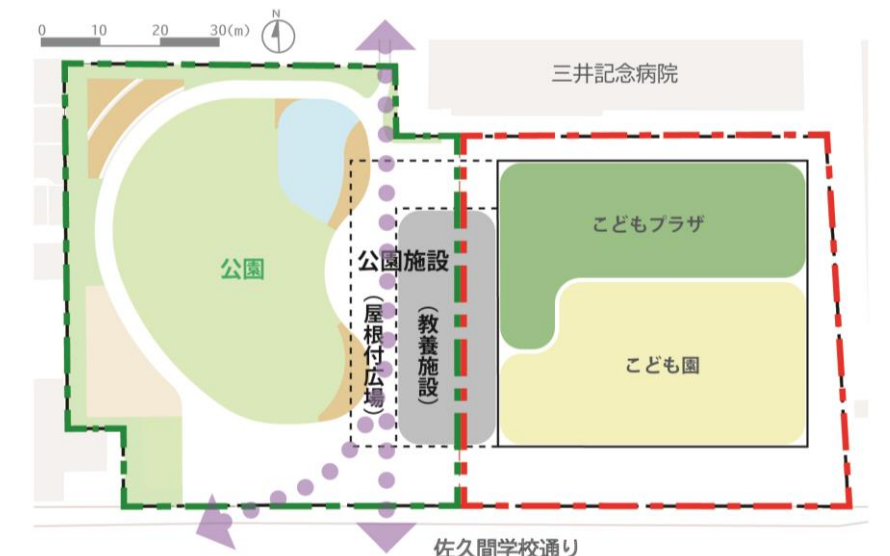 0 10 20 30(m)
N
三井記念病院
こどもプラザ
公園
公園施設
(屋根付広場)
(教養施設)
こども園
佐久間学校通り